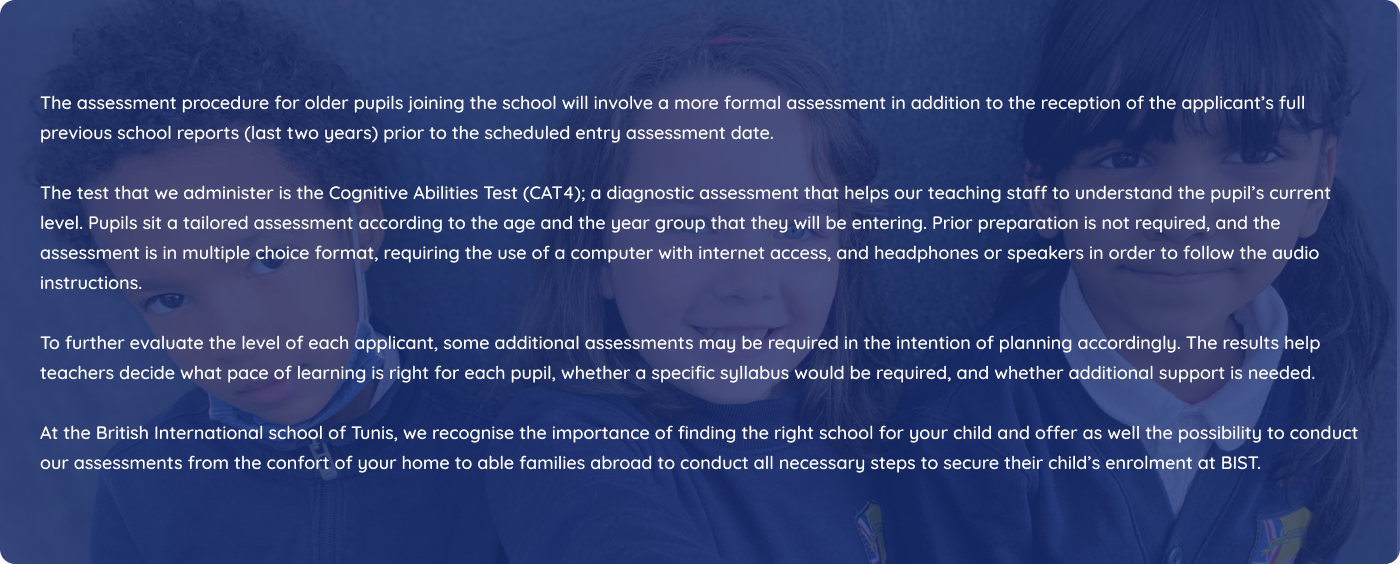 The assessment procedure for older pupils joining the school will involve a more formal assessment in addition to the reception of the applicant's full
previous school reports (last two years) prior to the scheduled entry assessment date.
The test that we administer is the Cognitive Abilities Test (CAT4); a diagnostic assessment that helps our teaching staff to understand the pupil's current
level. Pupils sit a tailored assessment according to the age and the year group that they will be entering. Prior preparation is not required, and the
assessment is in multiple choice format, requiring the use of a computer with internet access, and headphones or speakers in order to follow the audio
instructions.
To further evaluate the level of each applicant, some additional assessments may be required in the intention of planning accordingly. The results help
teachers decide what pace of learning is right for each pupil, whether a specific syllabus would be required, and whether additional support is needed.
At the British International school of Tunis, we recognise the importance of finding the right school for your child and offer as well the possibility to conduct
our assessments from the confort of your home to able families abroad to conduct all necessary steps to secure their child's enrolment at BIST.